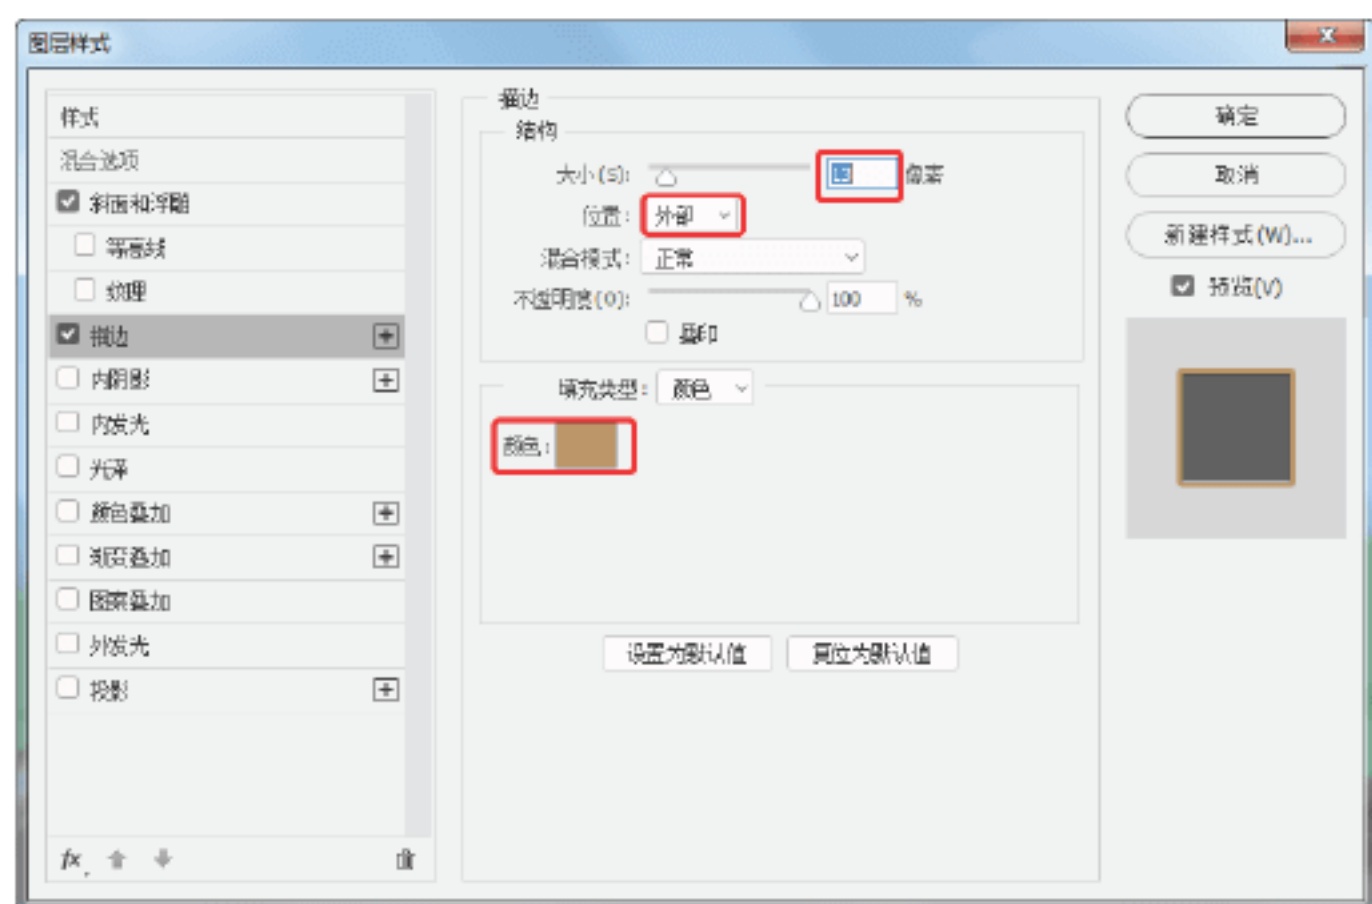 图层样式
样式
混合选项
斜面和浮雕
等高线
纹理
描边
内阴影
内发光
光泽
颜色叠加
渐变叠加
图案叠加
外发光
投影
fx
描边
结构
大小(S): 13 像素
位置: 外部
混合模式: 正常
不透明度(O): 100 %
叠印
填充类型: 颜色
颜色:
设置为默认值 复位为默认值
确定
取消
新建样式(W)...
预览(V)